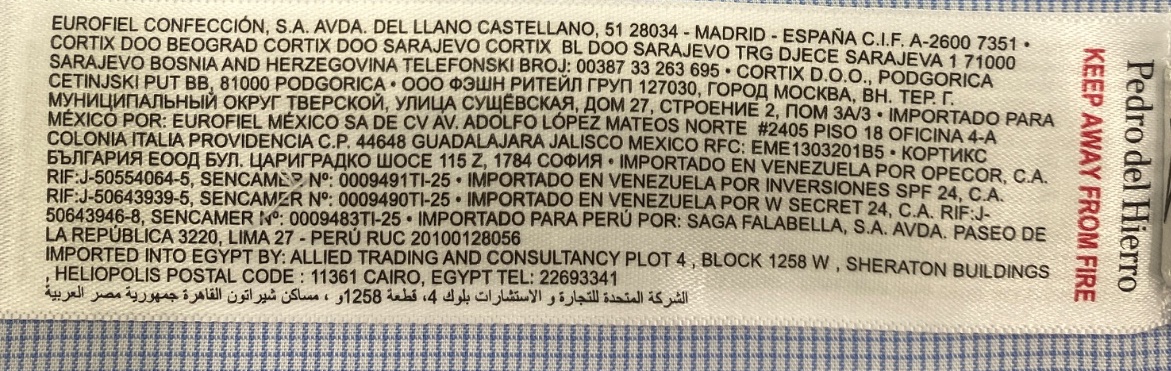 EUROFIEL CONFECCIÓN, S.A. AVDA. DEL LLANO CASTELLANO, 51 28034 - MADRID - ESPAÑA C.I.F. A-2600 7351 •
CORTIX DOO BEOGRAD CORTIX DOO SARAJEVO CORTIX BL DOO SARAJEVO TRG DJECE SARAJEVA 1 71000
SARAJEVO BOSNIA AND HERZEGOVINA TELEFONSKI BROJ: 00387 33 263 695 • CORTIX D.O.O., PODGORICA
CETINJSKI PUT BB, 81000 PODGORICA • ООО ФЭШН РИТЕЙЛ ГРУП 127030, ГОРОД МОСКВА, ВН. ТЕР. Г.
МУНИЦИПАЛЬНЫЙ ОКРУГ ТВЕРСКОЙ, УЛИЦА СУЩЁВСКАЯ, ДОМ 27, СТРОЕНИЕ 2, ПОМ 3А/3 • IMPORTADO PARA
MÉXICO POR: EUROFIEL MÉXICO SA DE CV AV. ADOLFO LÓPEZ MATEOS NORTE #2405 PISO 18 OFICINA 4-A
COLONIA ITALIA PROVIDENCIA C.P. 44648 GUADALAJARA JALISCO MEXICO RFC: EME1303201B5 • КОРТИКС
БЪЛГАРИЯ ЕООД БУЛ. ЦАРИГРАДКО ШОСЕ 115 Z, 1784 СОФИЯ • IMPORTADO EN VENEZUELA POR OPECOR, C.A.
RIF:J-50554064-5, SENCAMER Nº: 0009491TI-25 • IMPORTADO EN VENEZUELA POR INVERSIONES SPF 24, C.A.
RIF:J-50643939-5, SENCAMER Nº: 0009490TI-25 • IMPORTADO EN VENEZUELA POR W SECRET 24, C.A. RIF:J-
50643946-8, SENCAMER Nº: 0009483TI-25 • IMPORTADO PARA PERÚ POR: SAGA FALABELLA, S.A. AVDA. PASEO DE
LA REPÚBLICA 3220, LIMA 27 - PERÚ RUC 20100128056
IMPORTED INTO EGYPT BY: ALLIED TRADING AND CONSULTANCY PLOT 4 , BLOCK 1258 W , SHERATON BUILDINGS
, HELIOPOLIS POSTAL CODE : 11361 CAIRO, EGYPT TEL: 22693341
الشركة المتحدة للتجارة و الاستشارات بلوك 4، قطعة 1258و ، مساكن شيراتون القاهرة جمهورية مصر العربية
KEEP AWAY FROM FIRE
Pedro del Hierro